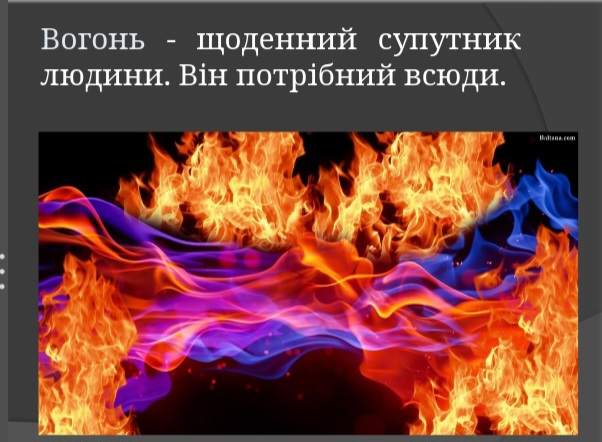 Вогонь - щоденний супутник
людини. Він потрібний всюди.